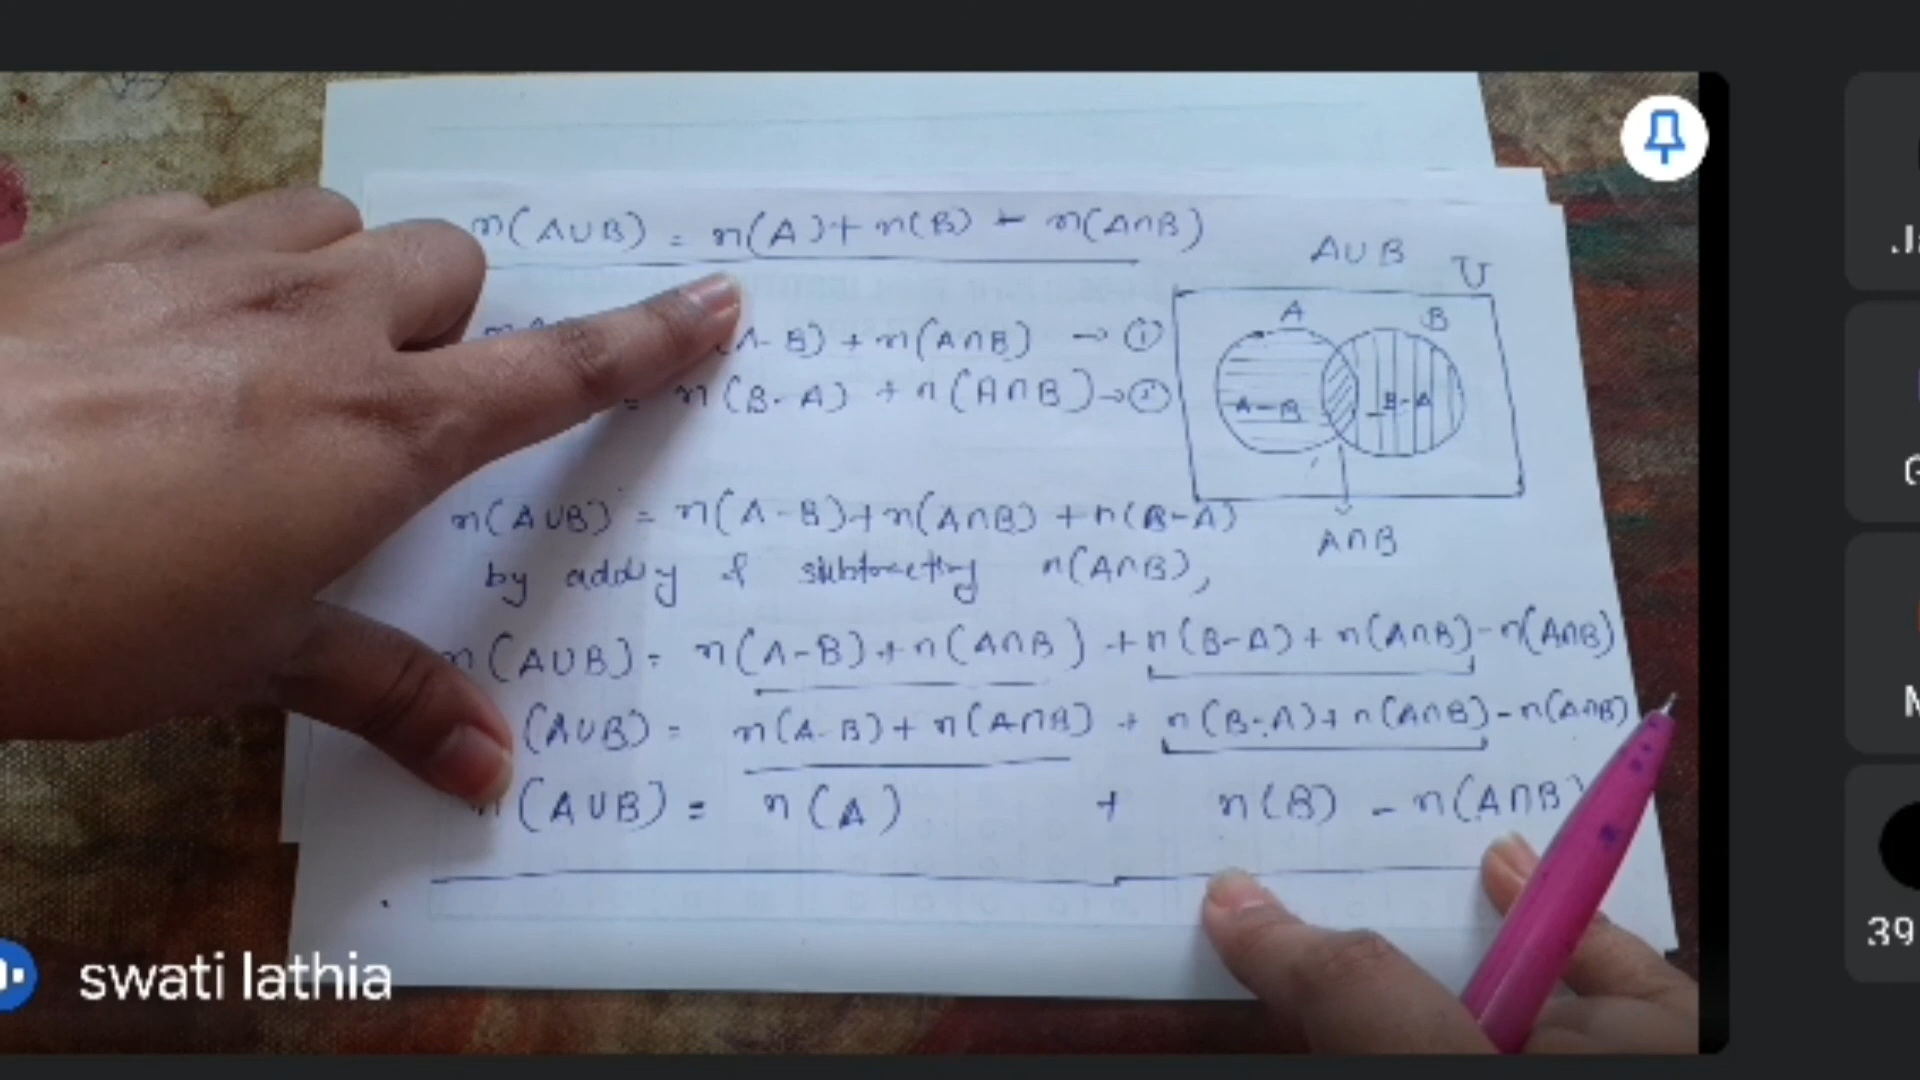 n(A∪B) = n(A)+n(B) - n(A∩B)
A∪B
U
A
B
A-B) + n(A∩B) → ①
= n(B-A) + n(A∩B) → ②
A-B
B-A
n(A∪B) = n(A-B)+n(A∩B)+n(B-A)
A∩B
by adding & subtracting n(A∩B),
n(A∪B) = n(A-B)+n(A∩B) + n(B-A)+n(A∩B)-n(A∩B)
(A∪B) = n(A-B)+n(A∩B) + n(B-A)+n(A∩B)-n(A∩B)
n(A∪B) = n(A) + n(B) - n(A∩B)
swati lathia
39